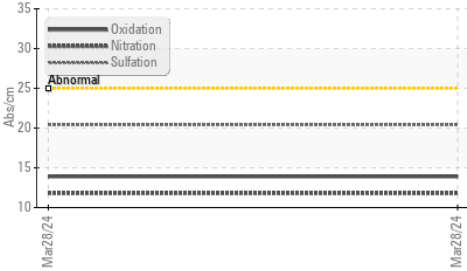 35
30
25
20
15
10
Abs/cm
Oxidation
Nitration
Sulfation
Abnormal
Mar28/24
Mar28/24